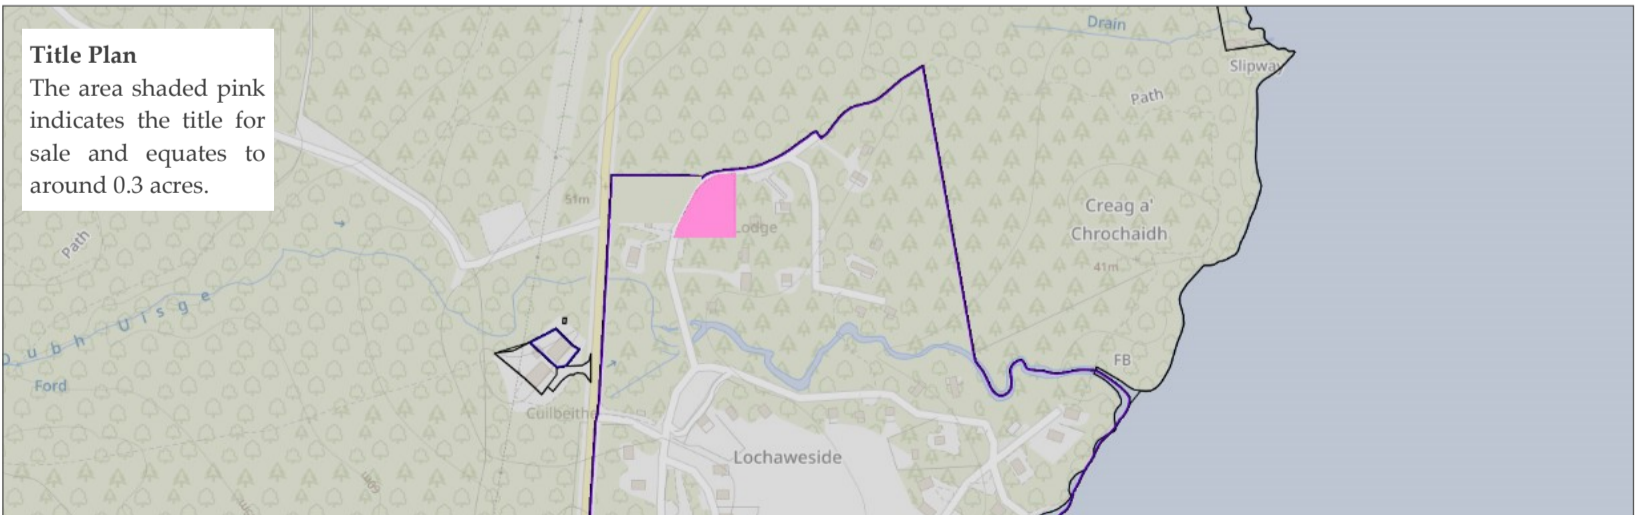 Title Plan
The area shaded pink
indicates the title for
sale and equates to
around 0.3 acres.
Drain
Slipway
Path
51m
Path
Lodge
Creag a'
Chrochaidh
41m
Dubh Uisge
Ford
FB
Cuilbeithe
Lochaweside
60m